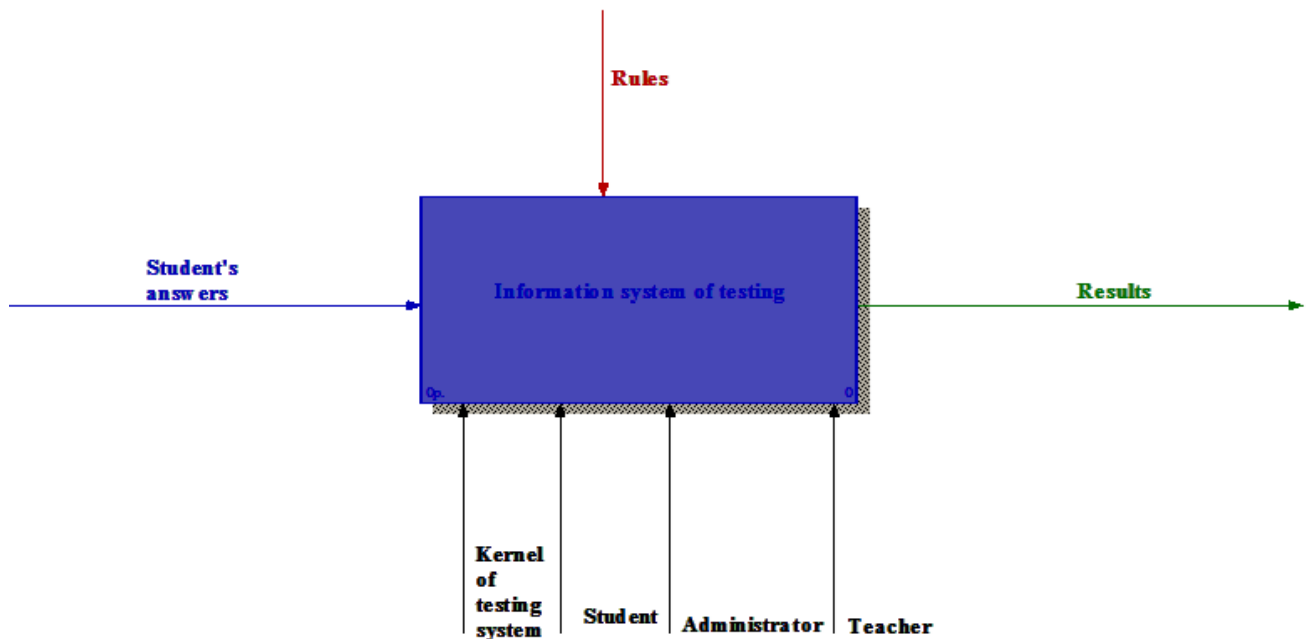 Rules
Student's
answers
Information system of testing
Results
0p.
0
Kernel
of
testing
system
Student
Administrator
Teacher